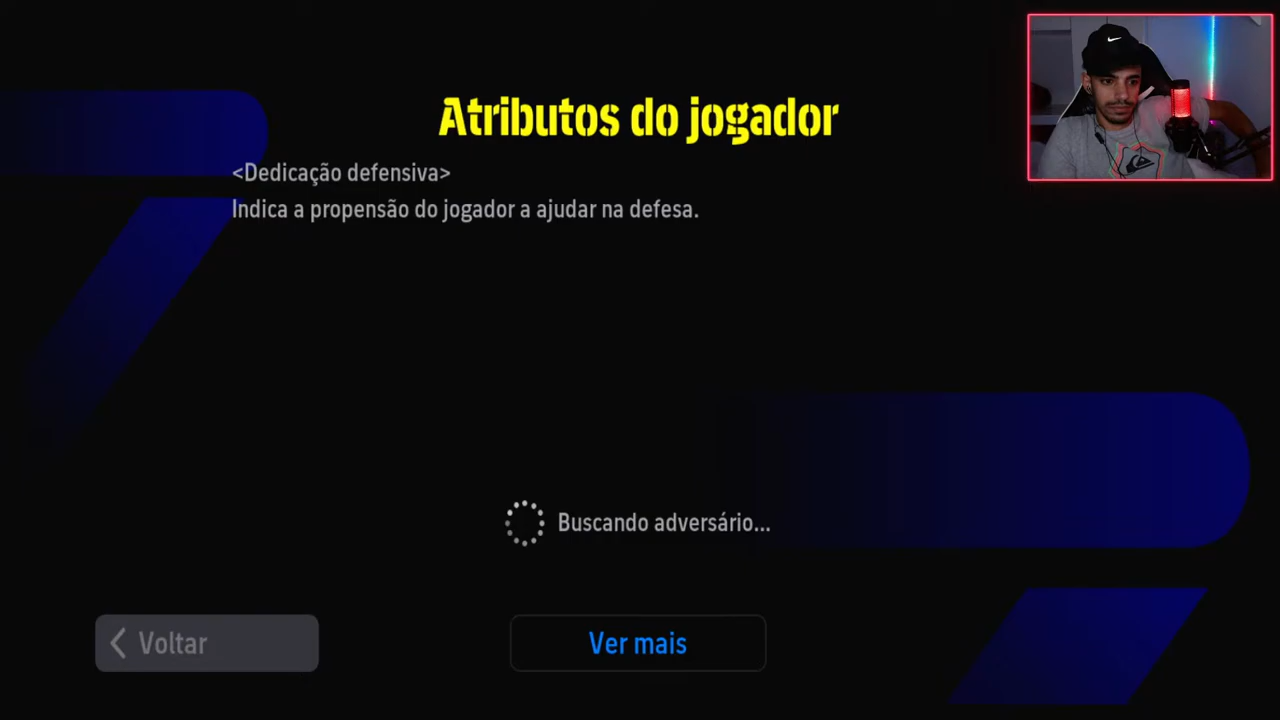 Atributos do jogador
<Dedicação defensiva>
Indica a propensão do jogador a ajudar na defesa.
Buscando adversário...
Voltar
Ver mais